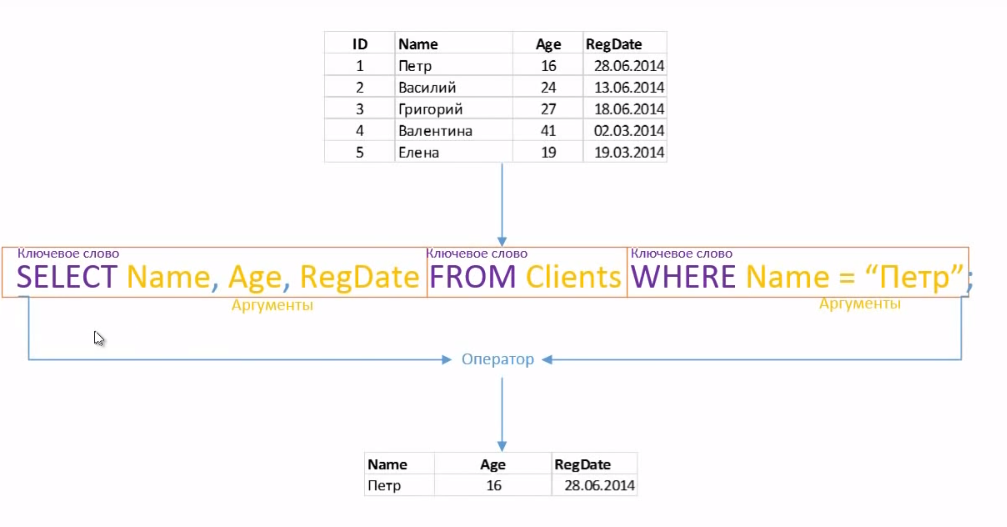 ID Name Age RegDate
1 Петр 16 28.06.2014
2 Василий 24 13.06.2014
3 Григорий 27 18.06.2014
4 Валентина 41 02.03.2014
5 Елена 19 19.03.2014
Ключевое слово Ключевое слово Ключевое слово
SELECT Name, Age, RegDate FROM Clients WHERE Name = “Петр”;
Аргументы Аргументы
Оператор
Name Age RegDate
Петр 16 28.06.2014